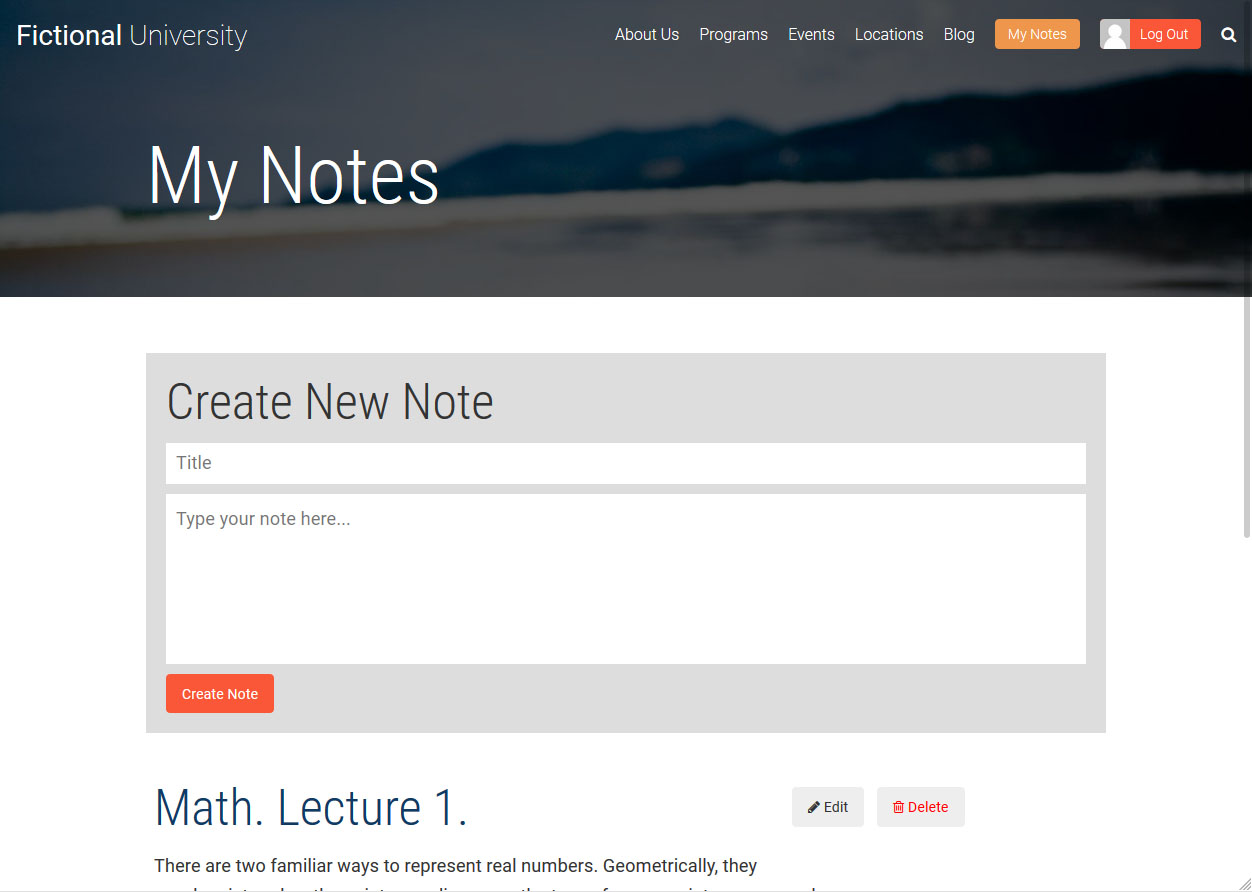 Fictional University
About Us Programs Events Locations Blog My Notes Log Out
My Notes
Create New Note
Title
Type your note here...
Create Note
Math. Lecture 1.
Edit Delete
There are two familiar ways to represent real numbers. Geometrically, they